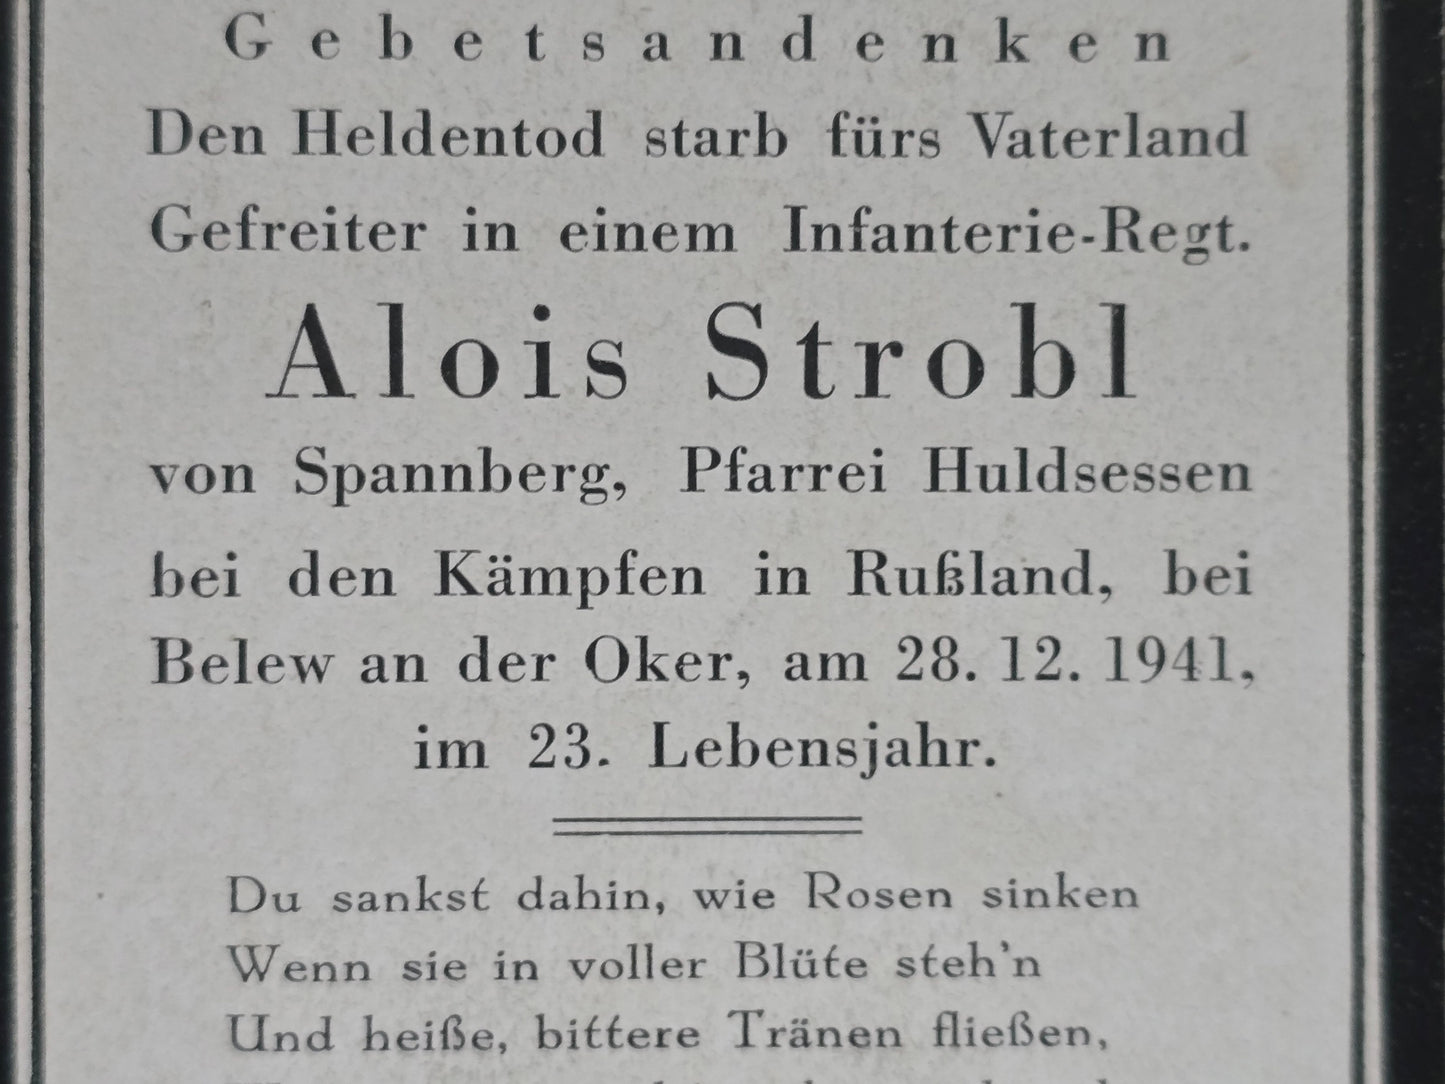 Gebetsandenken
Den Heldentod starb fürs Vaterland
Gefreiter in einem Infanterie-Regt.
Alois Strobl
von Spannberg, Pfarrei Huldsessen
bei den Kämpfen in Rußland, bei
Belew an der Oker, am 28. 12. 1941,
im 23. Lebensjahr.
Du sankst dahin, wie Rosen sinken
Wenn sie in voller Blüte steh'n
Und heiße, bittere Tränen fließen,